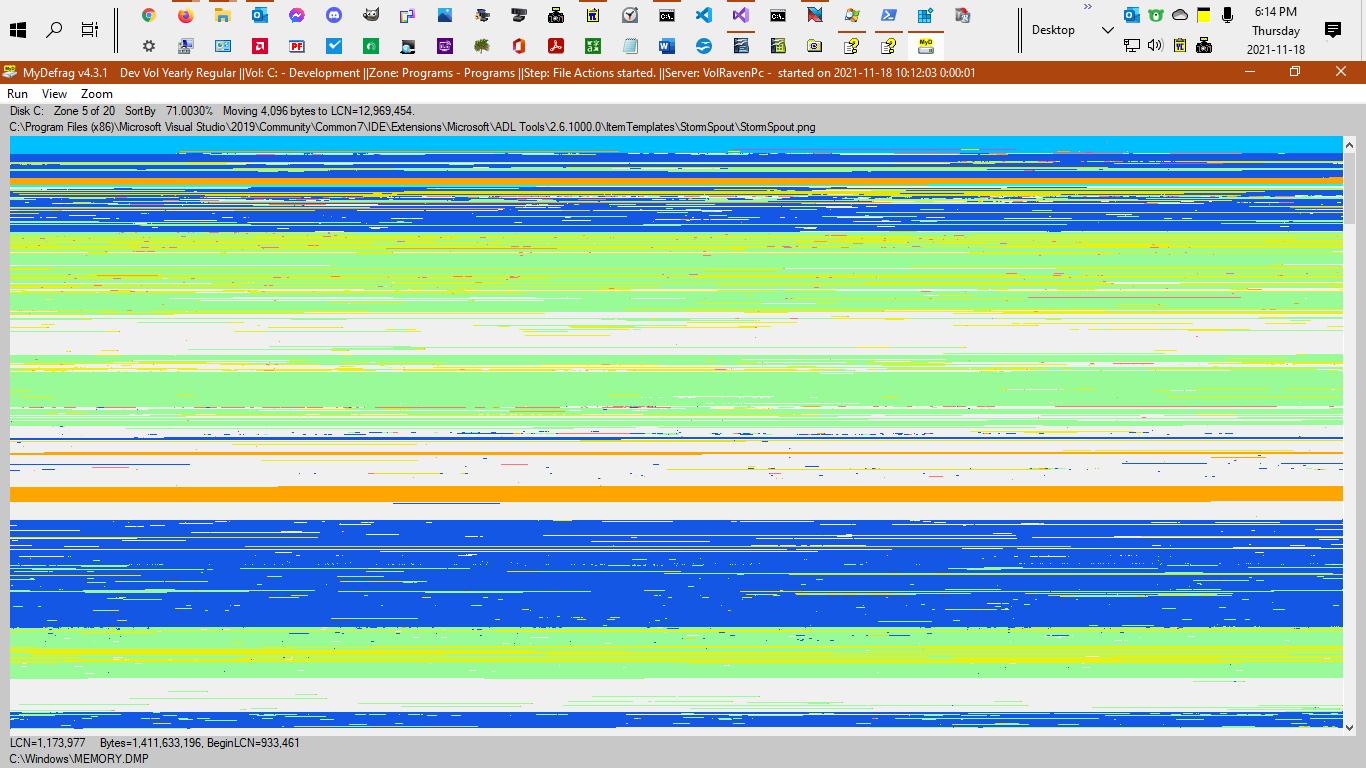 6:14 PM
Desktop
Thursday
2021-11-18
MyDefrag v4.3.1 Dev Vol Yearly Regular ||Vol: C: - Development ||Zone: Programs - Programs ||Step: File Actions started. ||Server: VolRavenPc - started on 2021-11-18 10:12:03 0:00:01
Run View Zoom
Disk C: Zone 5 of 20 SortBy 71.0030% Moving 4,096 bytes to LCN=12,969,454.
C:\Program Files (x86)\Microsoft Visual Studio\2019\Community\Common7\IDE\Extensions\Microsoft\ADL Tools\2.6.1000.0\ItemTemplates\StormSpout\StormSpout.png
LCN=1,173,977 Bytes=1,411,633,196, BeginLCN=933,461
C:\Windows\MEMORY.DMP